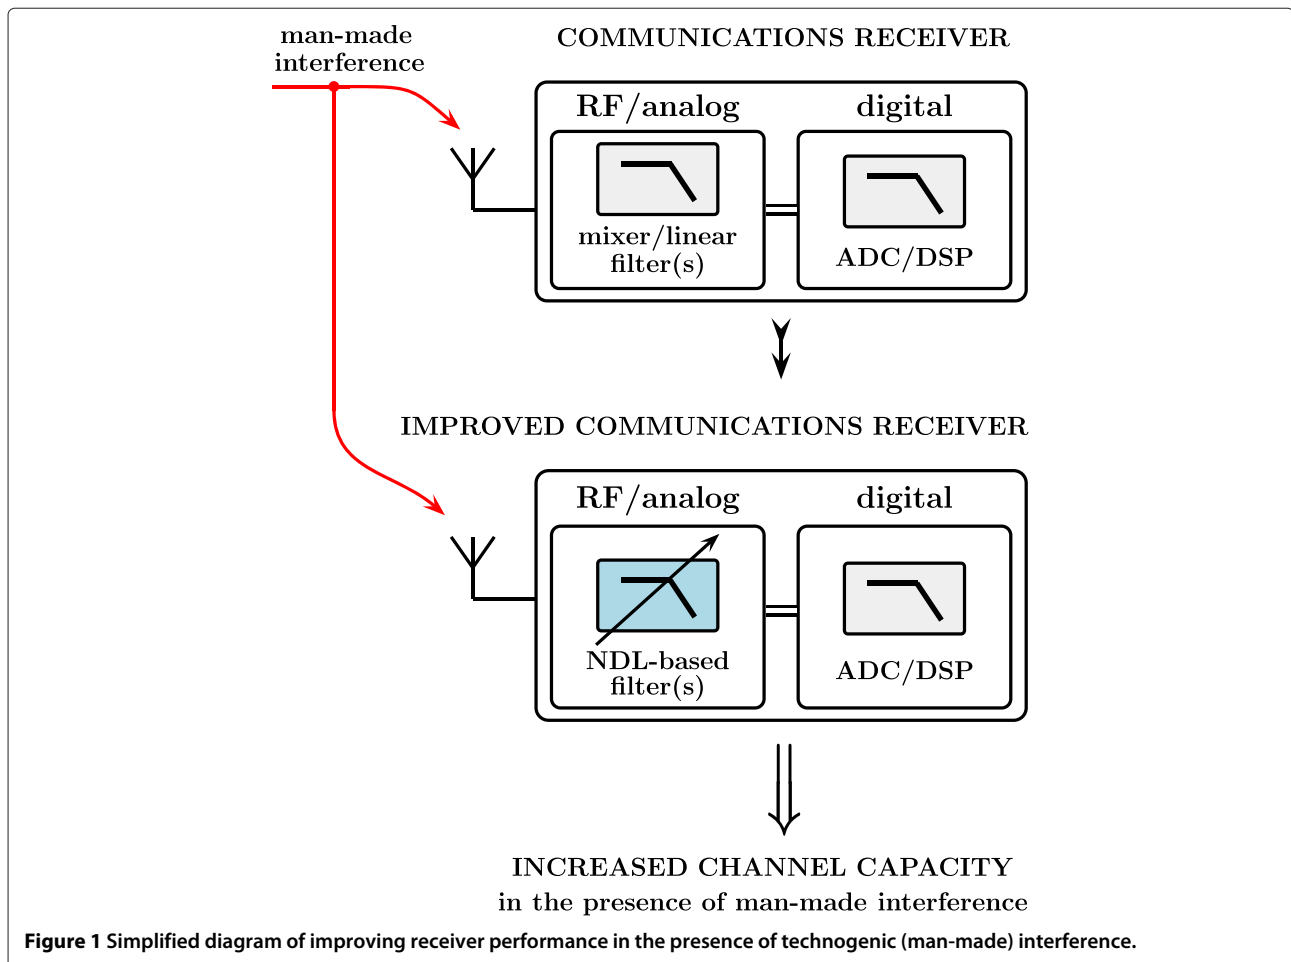 man-made
interference
COMMUNICATIONS RECEIVER
RF/analog
digital
mixer/linear
filter(s)
ADC/DSP
IMPROVED COMMUNICATIONS RECEIVER
RF/analog
digital
NDL-based
filter(s)
ADC/DSP
INCREASED CHANNEL CAPACITY
in the presence of man-made interference
Figure 1 Simplified diagram of improving receiver performance in the presence of technogenic (man-made) interference.